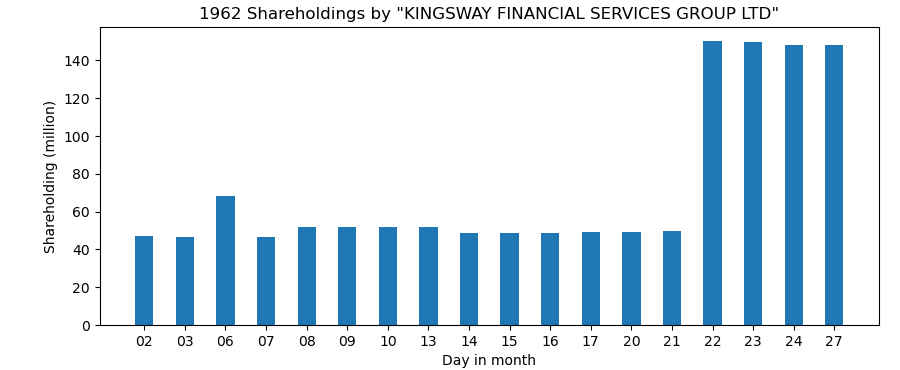 1962 Shareholdings by "KINGSWAY FINANCIAL SERVICES GROUP LTD"
Shareholding (million)
140
120
100
80
60
40
20
0
02 03 06 07 08 09 10 13 14 15 16 17 20 21 22 23 24 27
Day in month